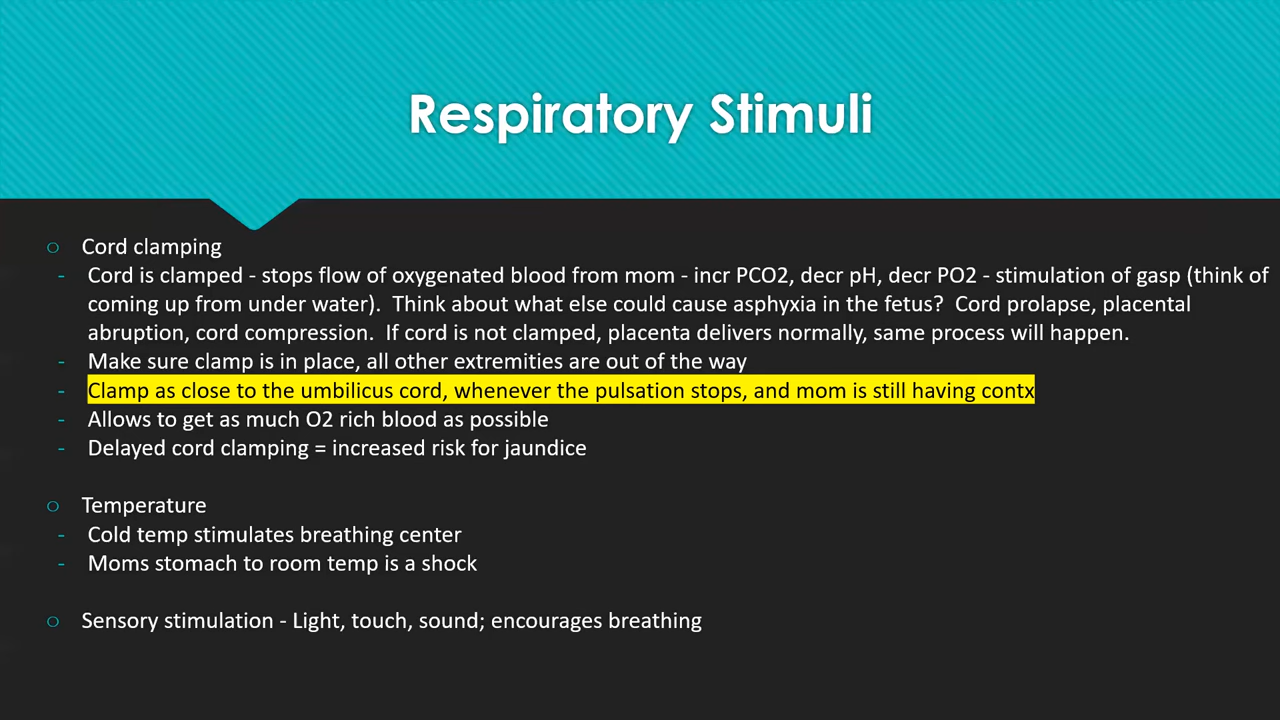 Respiratory Stimuli
Cord clamping
- Cord is clamped - stops flow of oxygenated blood from mom - incr PCO2, decr pH, decr PO2 - stimulation of gasp (think of
coming up from under water).  Think about what else could cause asphyxia in the fetus?  Cord prolapse, placental
abruption, cord compression.  If cord is not clamped, placenta delivers normally, same process will happen.
- Make sure clamp is in place, all other extremities are out of the way
- Clamp as close to the umbilicus cord, whenever the pulsation stops, and mom is still having contx
- Allows to get as much O2 rich blood as possible
- Delayed cord clamping = increased risk for jaundice
Temperature
- Cold temp stimulates breathing center
- Moms stomach to room temp is a shock
Sensory stimulation - Light, touch, sound; encourages breathing